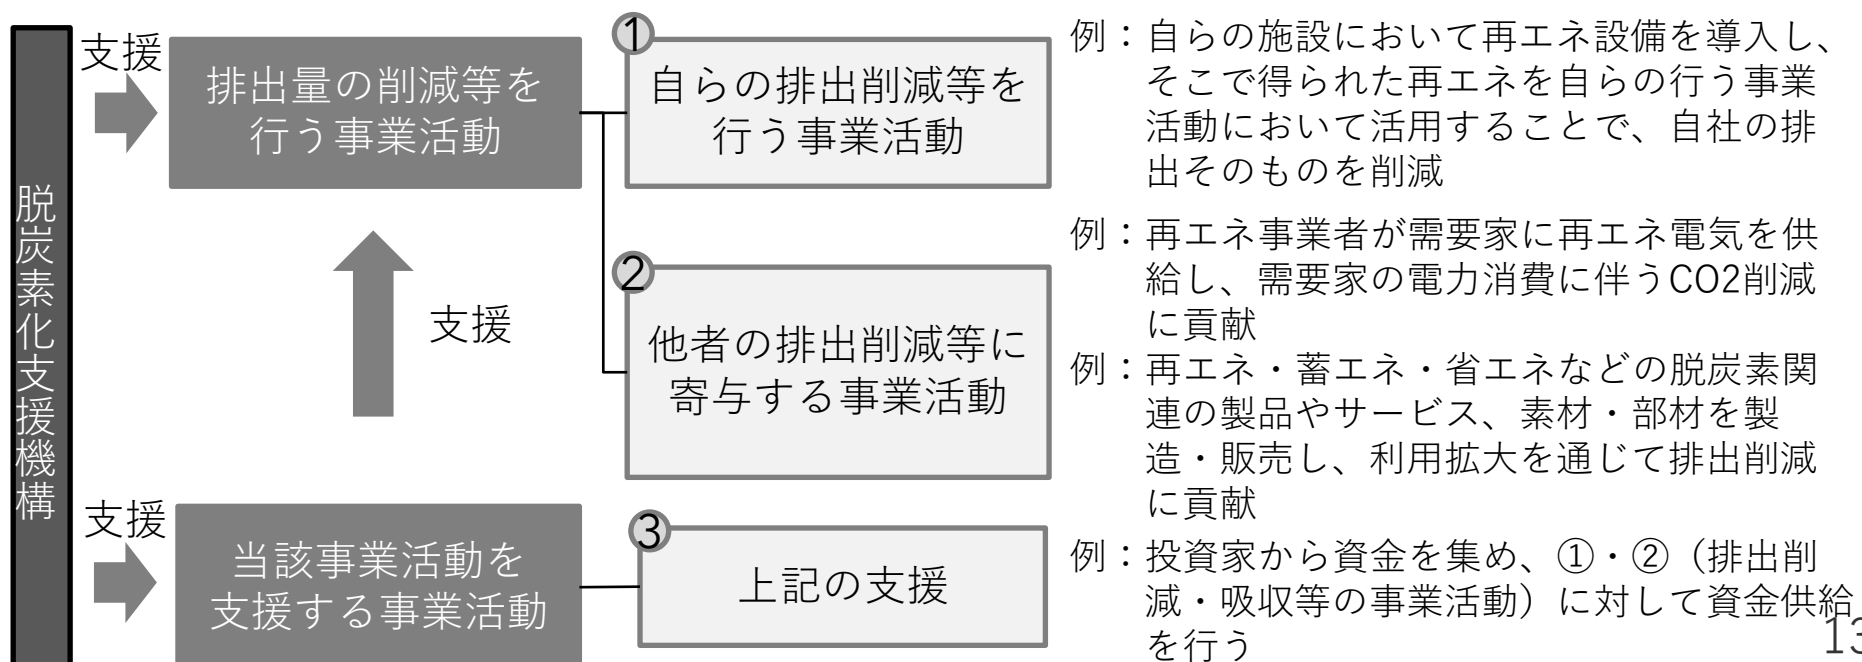 脱炭素化支援機構
支援
排出量の削減等を
行う事業活動
①
自らの排出削減等を
行う事業活動
例：自らの施設において再エネ設備を導入し、
そこで得られた再エネを自らの行う事業
活動において活用することで、自社の排
出そのものを削減
支援
②
他者の排出削減等に
寄与する事業活動
例：再エネ事業者が需要家に再エネ電気を供
給し、需要家の電力消費に伴うCO2削減
に貢献
例：再エネ・蓄エネ・省エネなどの脱炭素関
連の製品やサービス、素材・部材を製
造・販売し、利用拡大を通じて排出削減
に貢献
支援
当該事業活動を
支援する事業活動
③
上記の支援
例：投資家から資金を集め、①・②（排出削
減・吸収等の事業活動）に対して資金供給
を行う
13